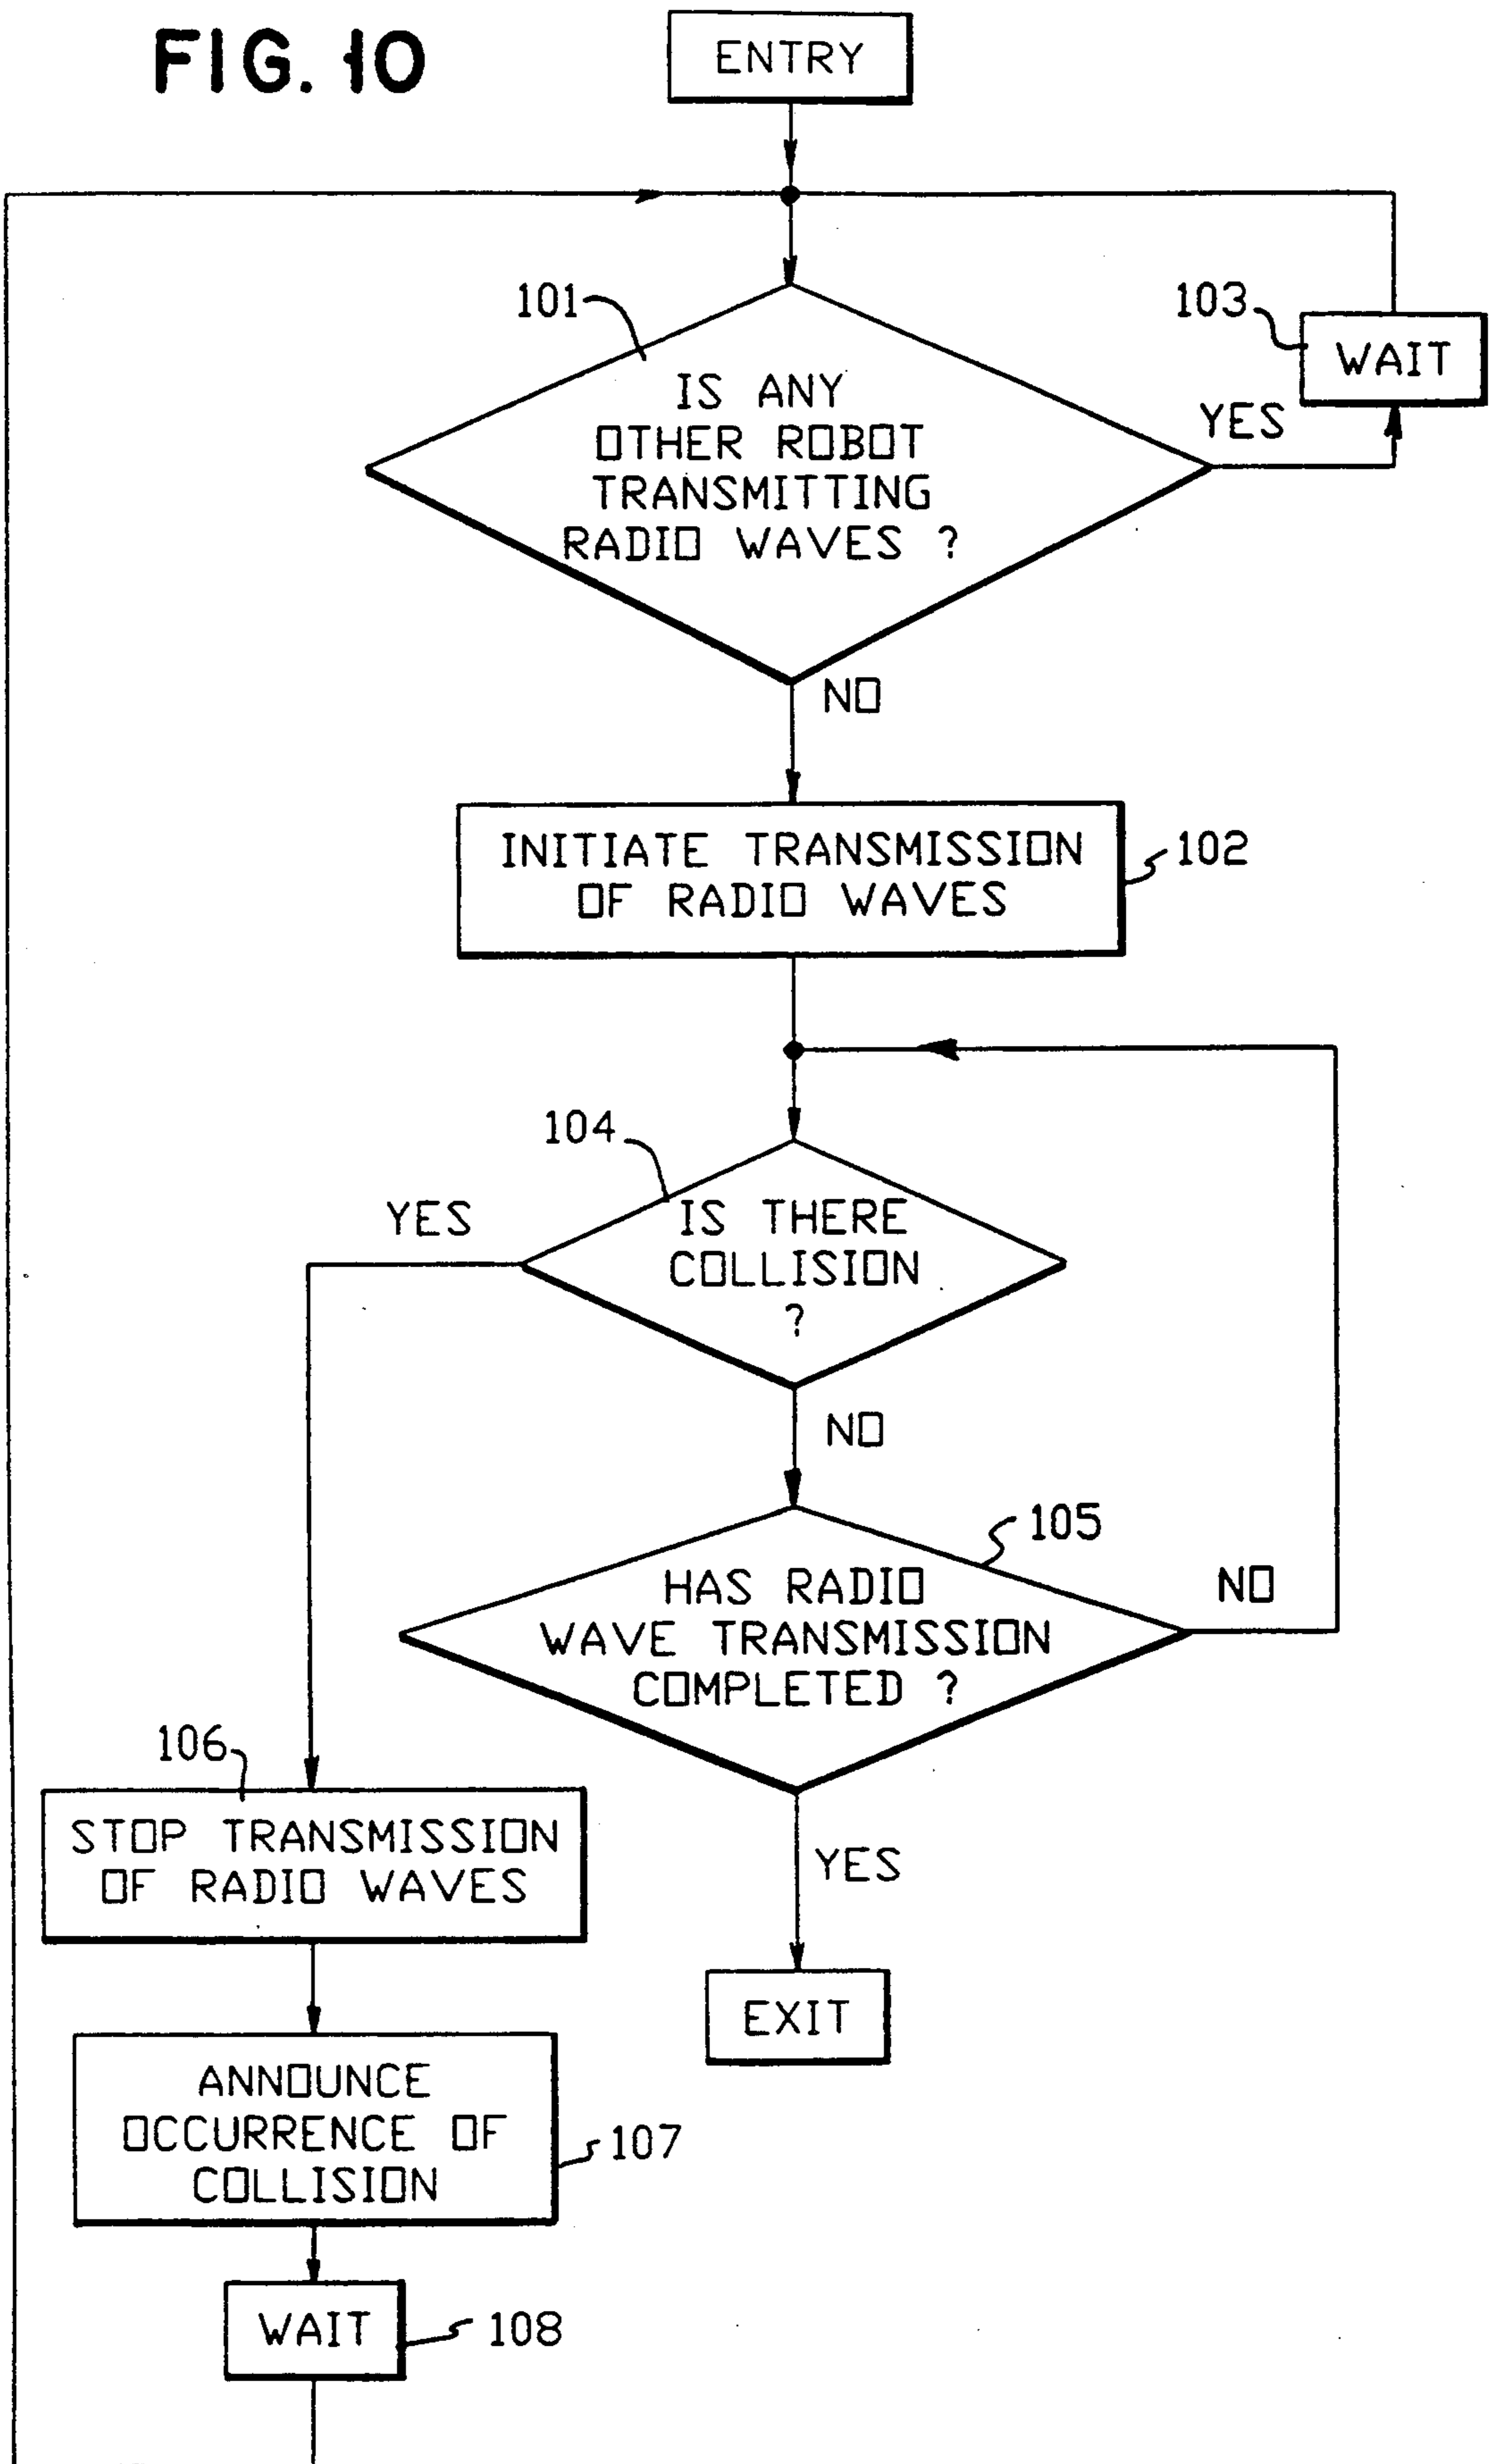 FIG. 10
ENTRY
101
103
WAIT
IS ANY
OTHER ROBOT
TRANSMITTING
RADIO WAVES ?
YES
NO
INITIATE TRANSMISSION
OF RADIO WAVES
102
104
YES
IS THERE
COLLISION
?
NO
105
HAS RADIO
WAVE TRANSMISSION
COMPLETED ?
NO
106
STOP TRANSMISSION
OF RADIO WAVES
YES
EXIT
ANNOUNCE
OCCURRENCE OF
COLLISION
107
WAIT
108